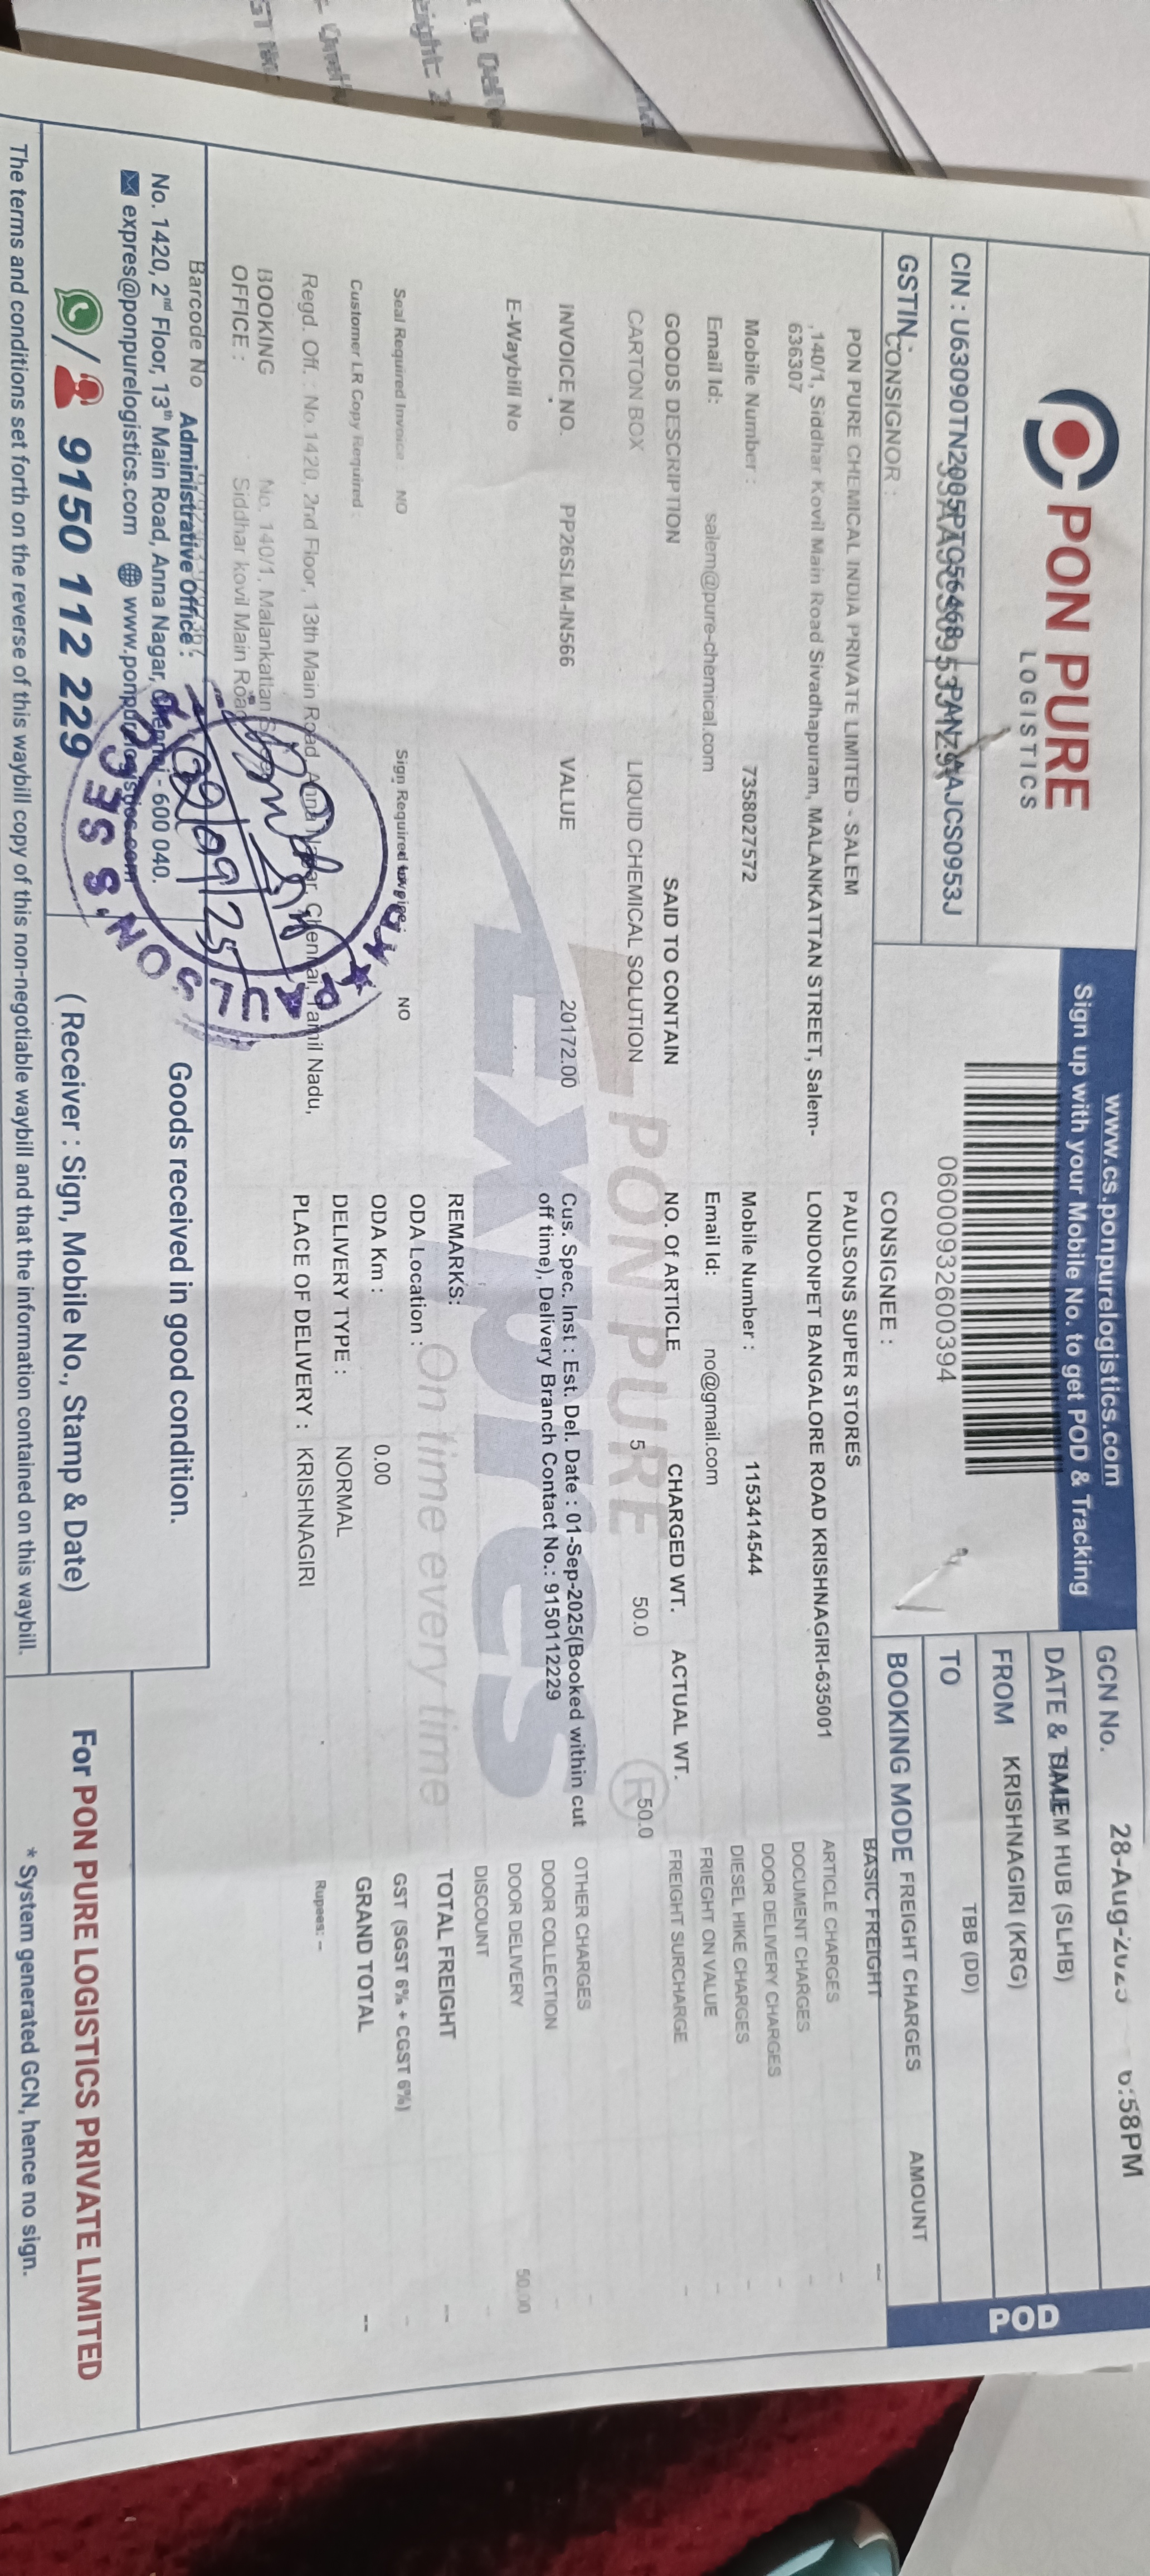 PON PURE
LOGISTICS
www.cs.ponpurelogistics.com
Sign up with your Mobile No. to get POD & Tracking
06000932600394
CIN : U63090TN2005PTC056468
PAN : AAJCS0953J
GSTIN :
GCN No.
28-Aug-2025 6:58PM
DATE & TIME
SALEM HUB (SLHB)
FROM KRISHNAGIRI (KRG)
TO TBB (DD)
BOOKING MODE
POD
CONSIGNOR :
PON PURE CHEMICAL INDIA PRIVATE LIMITED - SALEM
,140/1, Siddhar Kovil Main Road Sivadhapuram, MALANKATTAN STREET, Salem-
636307
Mobile Number : 7358027572
Email Id: salem@pure-chemical.com
CONSIGNEE :
PAULSONS SUPER STORES
LONDONPET BANGALORE ROAD KRISHNAGIRI-635001
Mobile Number : 1153414544
Email Id: no@gmail.com
GOODS DESCRIPTION SAID TO CONTAIN NO. Of ARTICLE CHARGED WT. ACTUAL WT.
CARTON BOX LIQUID CHEMICAL SOLUTION 5 50.0 50.0
INVOICE NO. PP26SLM-IN566 VALUE 20172.00
E-Waybill No
Cus. Spec. Inst : Est. Del. Date : 01-Sep-2025(Booked within cut
off time), Delivery Branch Contact No.: 9150112229
REMARKS:
ODA Location :
ODA Km : 0.00
DELIVERY TYPE : NORMAL
PLACE OF DELIVERY : KRISHNAGIRI
Seal Required Invoice NO Sign Required Invoice: NO
Customer LR Copy Required :
Regd. Off. : No.1420, 2nd Floor, 13th Main Road, Anna Nagar, Chennai, Tamil Nadu,
BOOKING
OFFICE :
No. 140/1, Malankattan
Siddhar kovil Main Road
Barcode No
FREIGHT CHARGES AMOUNT
BASIC FREIGHT --
ARTICLE CHARGES -
DOCUMENT CHARGES -
DOOR DELIVERY CHARGES -
DIESEL HIKE CHARGES -
FRIEGHT ON VALUE -
FREIGHT SURCHARGE -
OTHER CHARGES -
DOOR COLLECTION -
DOOR DELIVERY 50.00
DISCOUNT -
TOTAL FREIGHT --
GST (SGST 6% + CGST 6%) -
GRAND TOTAL --
Rupees: --
PON PURE
Expres
On time every time
R
Administrative Office :
No. 1420, 2nd Floor, 13th Main Road, Anna Nagar, Chennai - 600 040.
expres@ponpurelogistics.com www.ponpurelogistics.com
/ 9150 112 229
PAULSON'S
02/09/25
Goods received in good condition.
( Receiver : Sign, Mobile No., Stamp & Date)
For PON PURE LOGISTICS PRIVATE LIMITED
* System generated GCN, hence no sign.
The terms and conditions set forth on the reverse of this waybill copy of this non-negotiable waybill and that the information contained on this waybill.